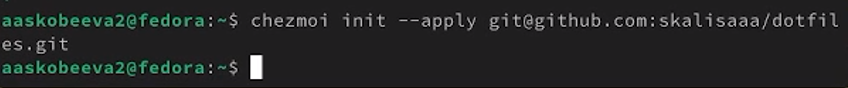 aaskobeeva2@fedora:~$ chezmoi init --apply git@github.com:skalisaaa/dotfil
es.git
aaskobeeva2@fedora:~$